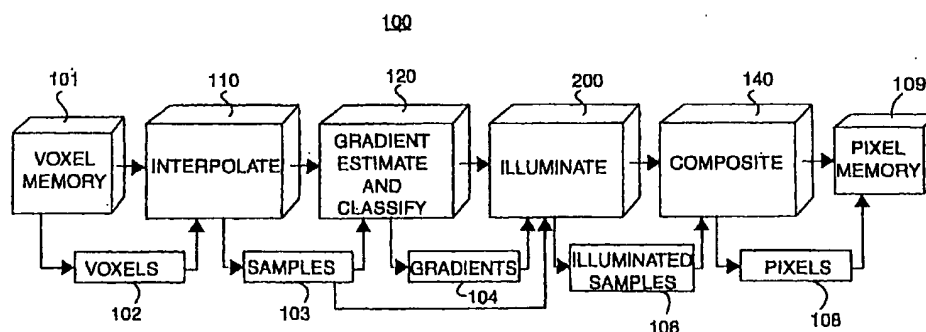 100
101
110
120
200
140
109
VOXEL
MEMORY
INTERPOLATE
GRADIENT
ESTIMATE
AND
CLASSIFY
ILLUMINATE
COMPOSITE
PIXEL
MEMORY
VOXELS
SAMPLES
GRADIENTS
ILLUMINATED
SAMPLES
PIXELS
102
103
104
106
108